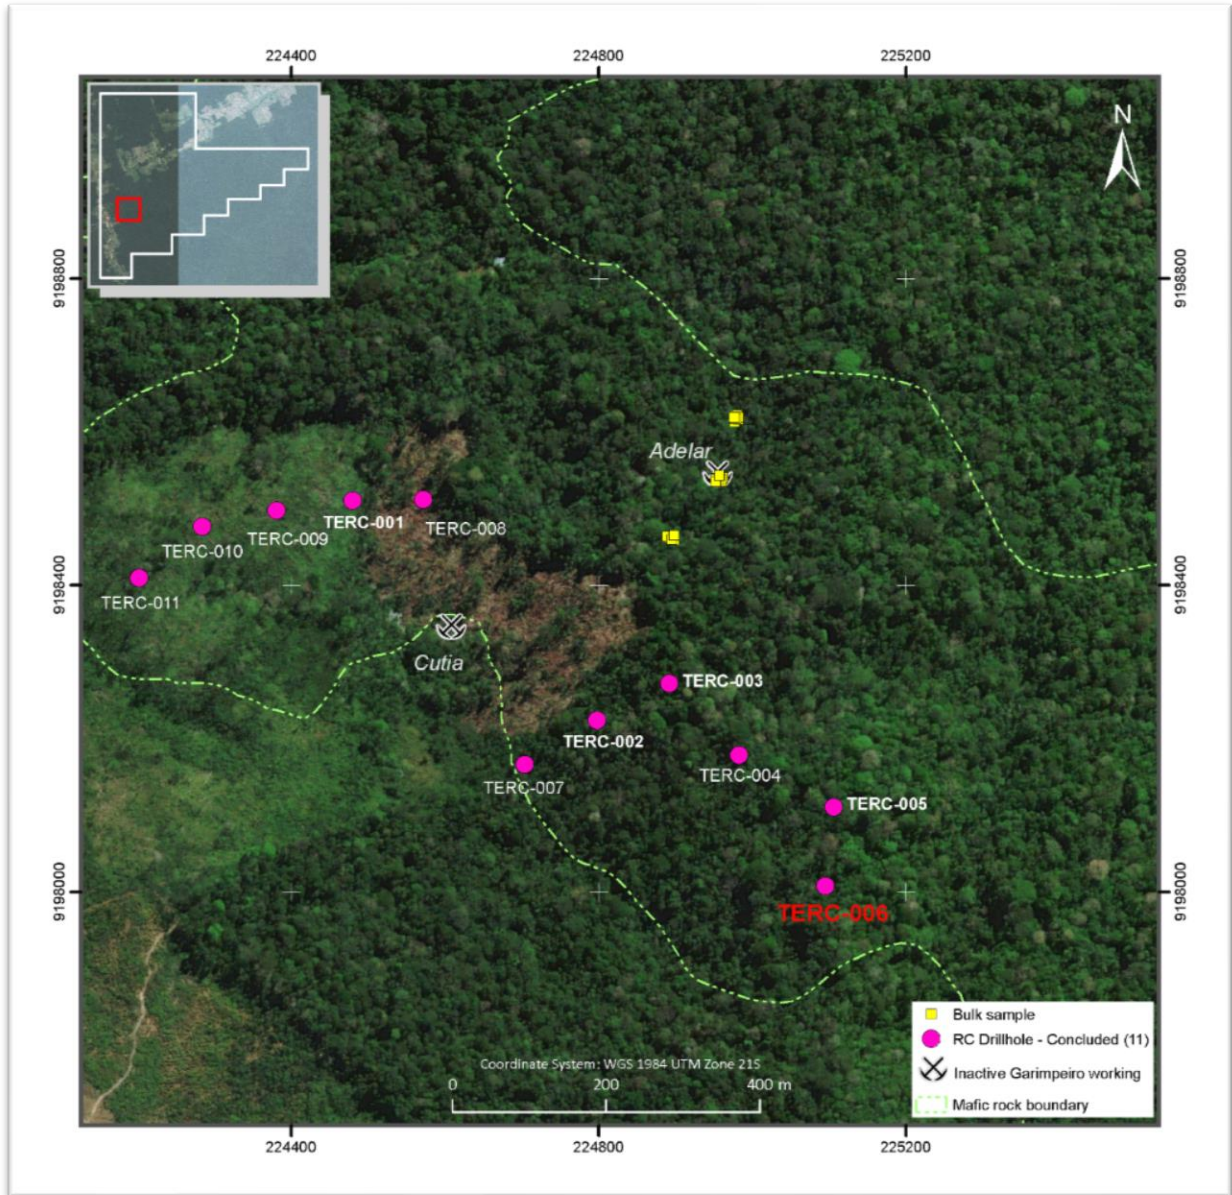 224400
224800
225200
N
9198800
9198800
Adelar
TERC-001
TERC-008
TERC-009
TERC-010
TERC-011
9198400
9198400
Cutia
TERC-003
TERC-002
TERC-004
TERC-007
TERC-005
9198000
9198000
TERC-006
Bulk sample
RC Drillhole - Concluded (11)
Inactive Garimpeiro working
Mafic rock boundary
Coordinate System: WGS 1984 UTM Zone 21S
0 200 400 m
224400
224800
225200